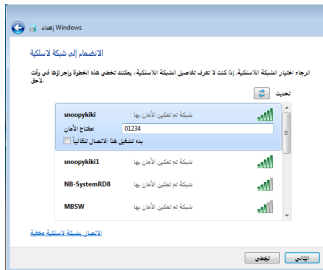 إعداد Windows
الانضمام إلى شبكة لاسلكية
الرجاء اختيار الشبكة اللاسلكية. إذا كنت لا تعرف تفاصيل الشبكة اللاسلكية، يمكنك تخطي هذه الخطوة وإجراؤها في وقت
لاحق.
تحديث
snoopykiki شبكة تم تمكين الأمان بها
مفتاح الأمان 01234
بدء تشغيل هذا الاتصال تلقائياً
snoopykiki1 شبكة تم تمكين الأمان بها
NB-SystemRD8 شبكة تم تمكين الأمان بها
MBSW شبكة تم تمكين الأمان بها
الاتصال بشبكة لاسلكية مخفية
تخطي
التالي